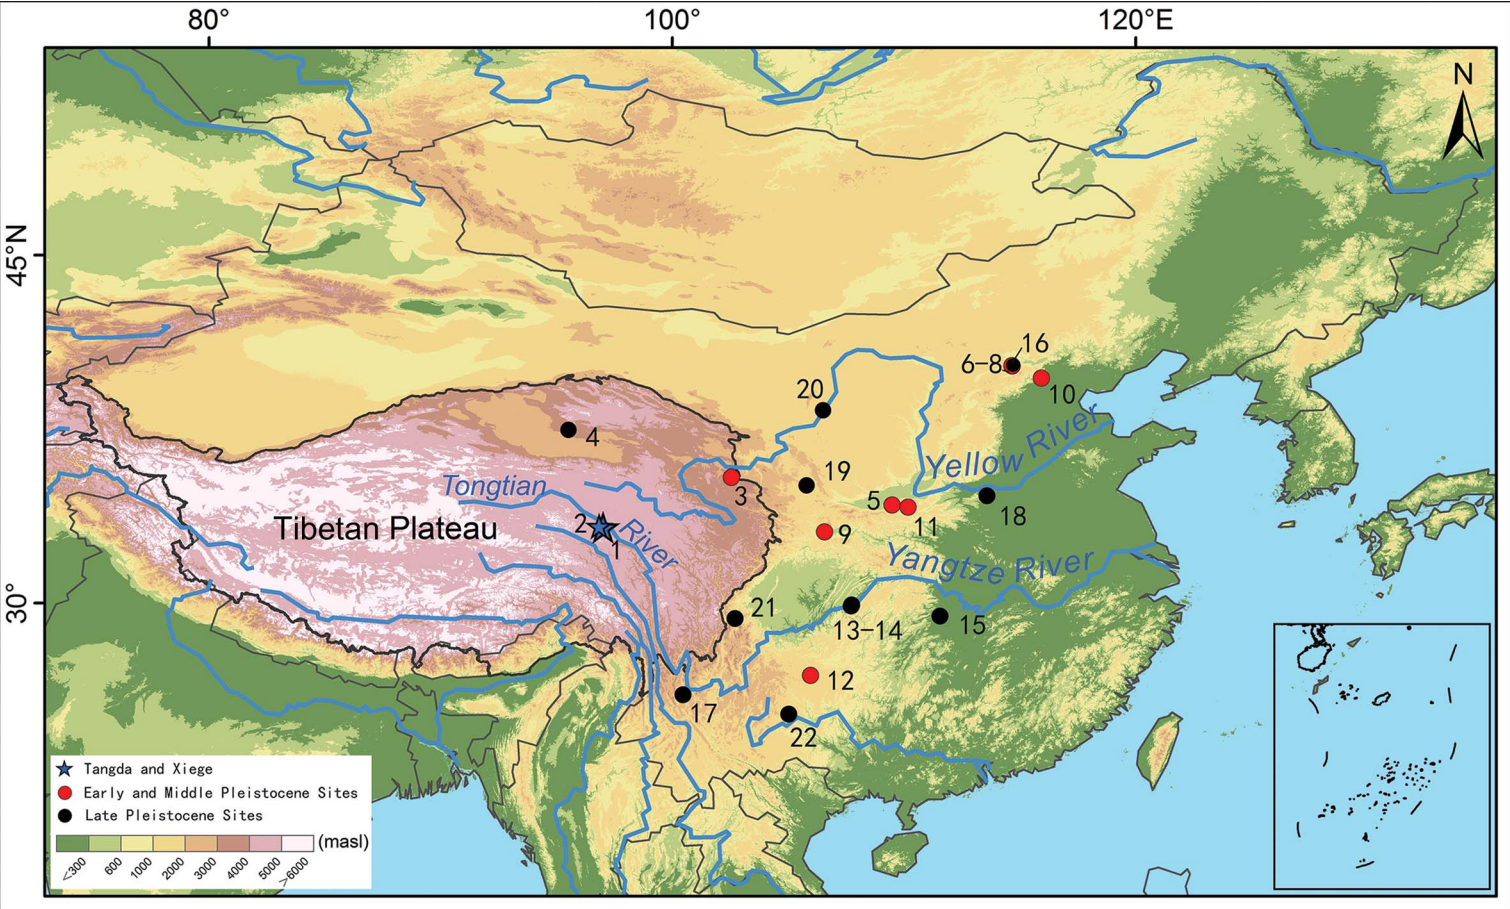 80°
100°
120°E
N
45°N
30°
16
6–8
10
20
4
19
3
5
11
18
9
Yellow River
Tongtian
River
Tibetan Plateau
2
1
Yangtze River
21
13–14
15
12
17
22
Tangda and Xiege
Early and Middle Pleistocene Sites
Late Pleistocene Sites
(masl)
<300 600 1000 2000 3000 4000 5000 >6000